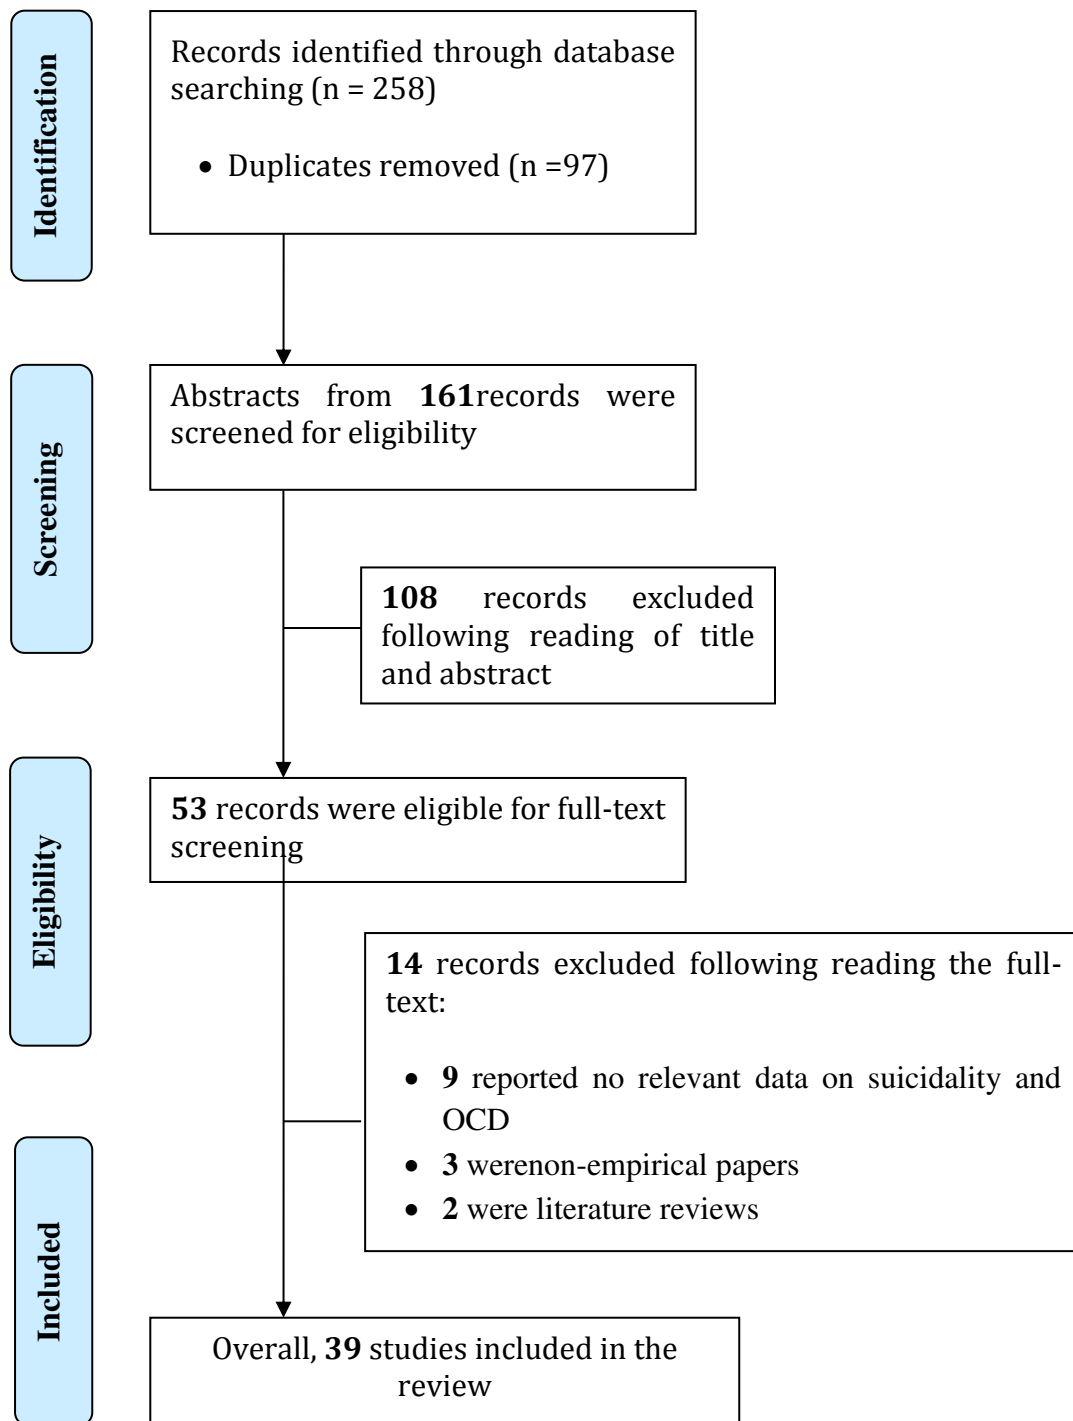 Identification
Records identified through database
searching (n = 258)
• Duplicates removed (n =97)
Screening
Abstracts from 161records were
screened for eligibility
108 records excluded
following reading of title
and abstract
Eligibility
53 records were eligible for full-text
screening
14 records excluded following reading the full-
text:
• 9 reported no relevant data on suicidality and
OCD
• 3 werenon-empirical papers
• 2 were literature reviews
Included
Overall, 39 studies included in the
review